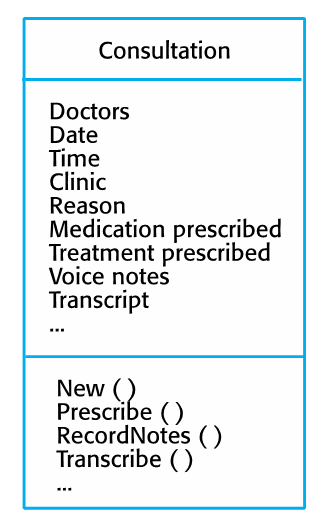 Consultation
Doctors
Date
Time
Clinic
Reason
Medication prescribed
Treatment prescribed
Voice notes
Transcript
...
New ( )
Prescribe ( )
RecordNotes ( )
Transcribe ( )
...